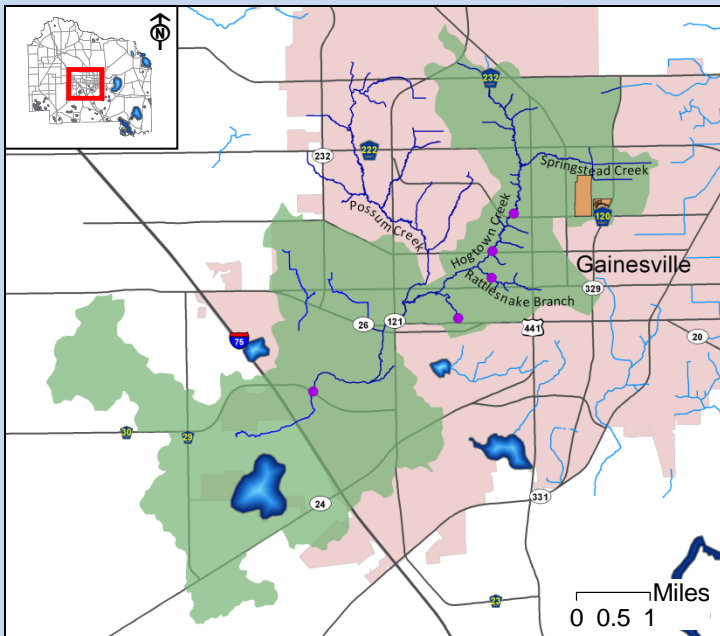 N
232
232
222
Springstead Creek
120
Possum Creek
Hogtown Creek
Gainesville
Rattlesnake Branch
329
121
26
441
20
75
30
29
24
331
23
Miles
0 0.5 1